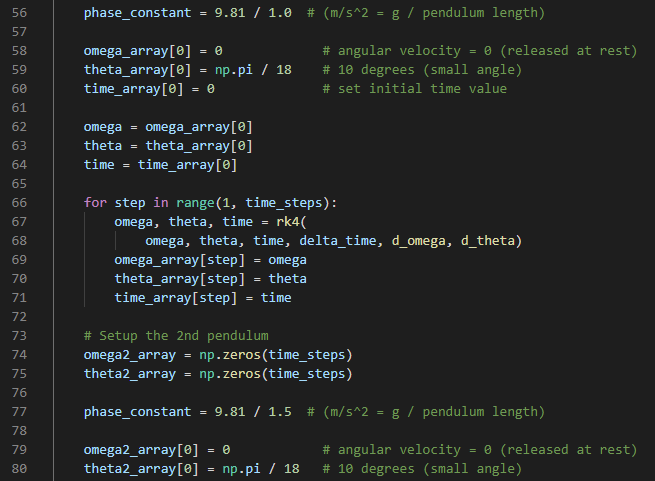 56 phase_constant = 9.81 / 1.0 # (m/s^2 = g / pendulum length)
57
58 omega_array[0] = 0 # angular velocity = 0 (released at rest)
59 theta_array[0] = np.pi / 18 # 10 degrees (small angle)
60 time_array[0] = 0 # set initial time value
61
62 omega = omega_array[0]
63 theta = theta_array[0]
64 time = time_array[0]
65
66 for step in range(1, time_steps):
67 omega, theta, time = rk4(
68 omega, theta, time, delta_time, d_omega, d_theta)
69 omega_array[step] = omega
70 theta_array[step] = theta
71 time_array[step] = time
72
73 # Setup the 2nd pendulum
74 omega2_array = np.zeros(time_steps)
75 theta2_array = np.zeros(time_steps)
76
77 phase_constant = 9.81 / 1.5 # (m/s^2 = g / pendulum length)
78
79 omega2_array[0] = 0 # angular velocity = 0 (released at rest)
80 theta2_array[0] = np.pi / 18 # 10 degrees (small angle)